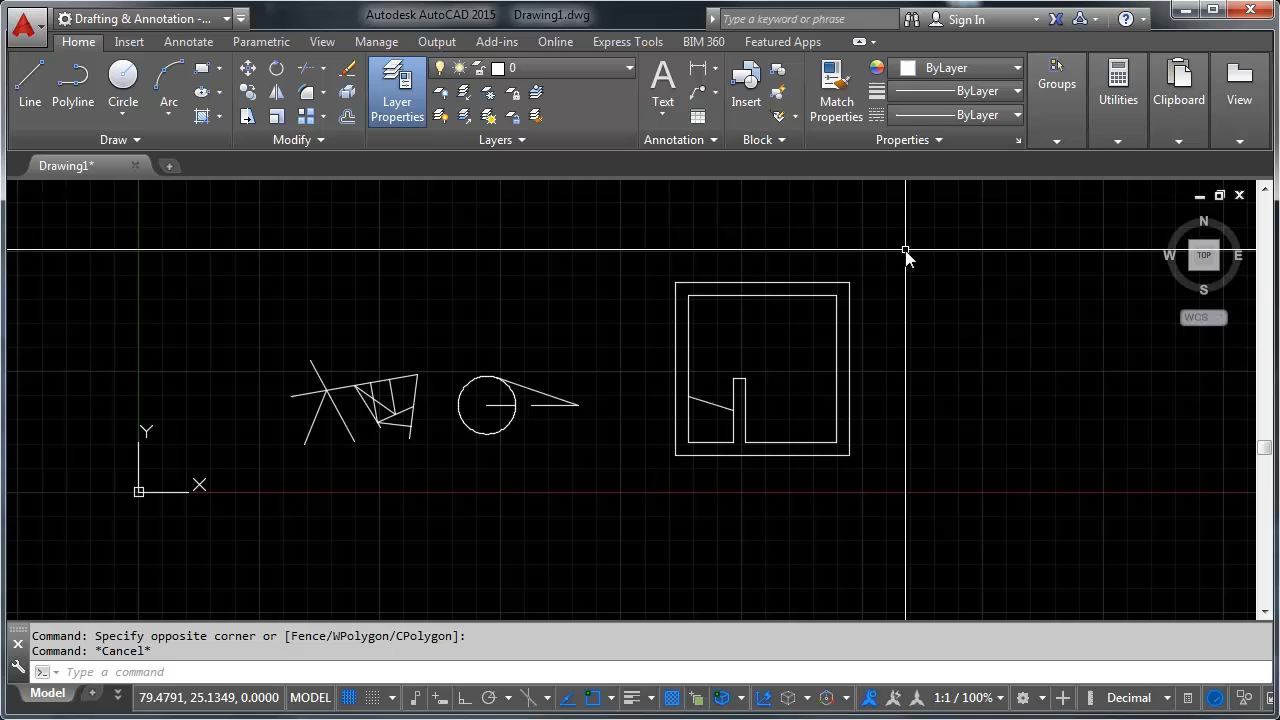 Drafting & Annotation - ...
Autodesk AutoCAD 2015 Drawing1.dwg
Type a keyword or phrase
Sign In
Home Insert Annotate Parametric View Manage Output Add-ins Online Express Tools BIM 360 Featured Apps
Line Polyline Circle Arc
Layer Properties
0
Text
Insert
Match Properties
ByLayer
ByLayer
ByLayer
Groups Utilities Clipboard View
Draw Modify Layers Annotation Block Properties
Drawing1*
N
W TOP E
S
WCS
Y
X
Command: Specify opposite corner or [Fence/WPolygon/CPolygon]:
Command: *Cancel*
Type a command
Model 79.4791, 25.1349, 0.0000 MODEL 1:1 / 100% Decimal